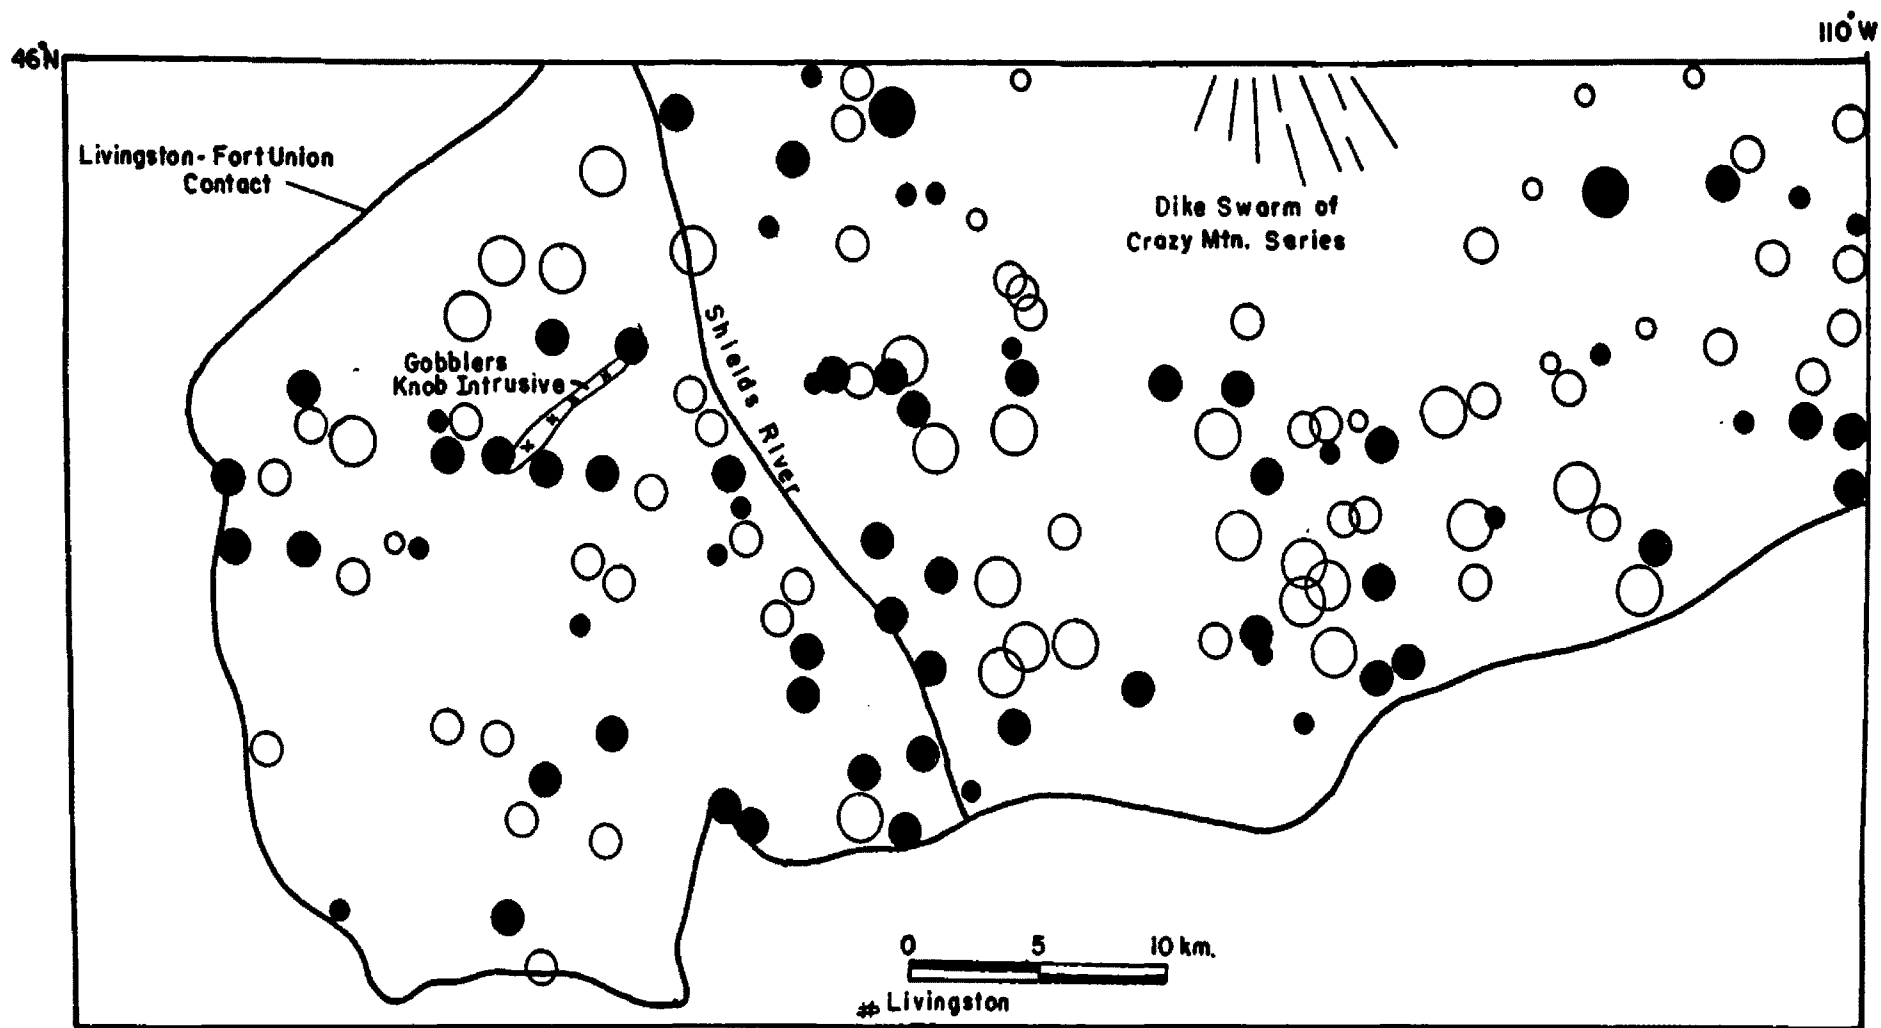 110°W
46°N
Livingston-Fort Union
Contact
Dike Swarm of
Crazy Mtn. Series
Shields River
Gobblers
Knob Intrusive
0 5 10 km.
Livingston